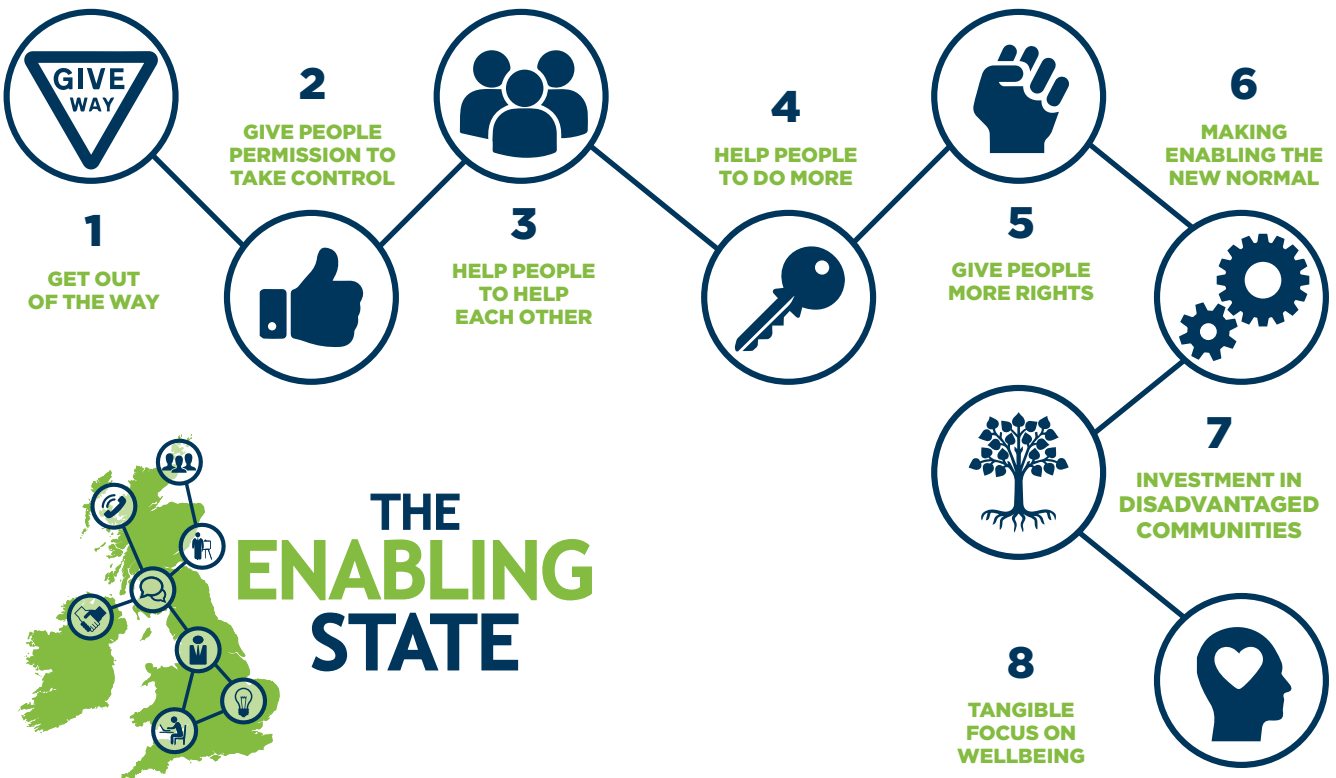 GIVE
WAY
1
GET OUT
OF THE WAY
2
GIVE PEOPLE
PERMISSION TO
TAKE CONTROL
3
HELP PEOPLE
TO HELP
EACH OTHER
4
HELP PEOPLE
TO DO MORE
5
GIVE PEOPLE
MORE RIGHTS
6
MAKING
ENABLING THE
NEW NORMAL
7
INVESTMENT IN
DISADVANTAGED
COMMUNITIES
8
TANGIBLE
FOCUS ON
WELLBEING
THE
ENABLING
STATE